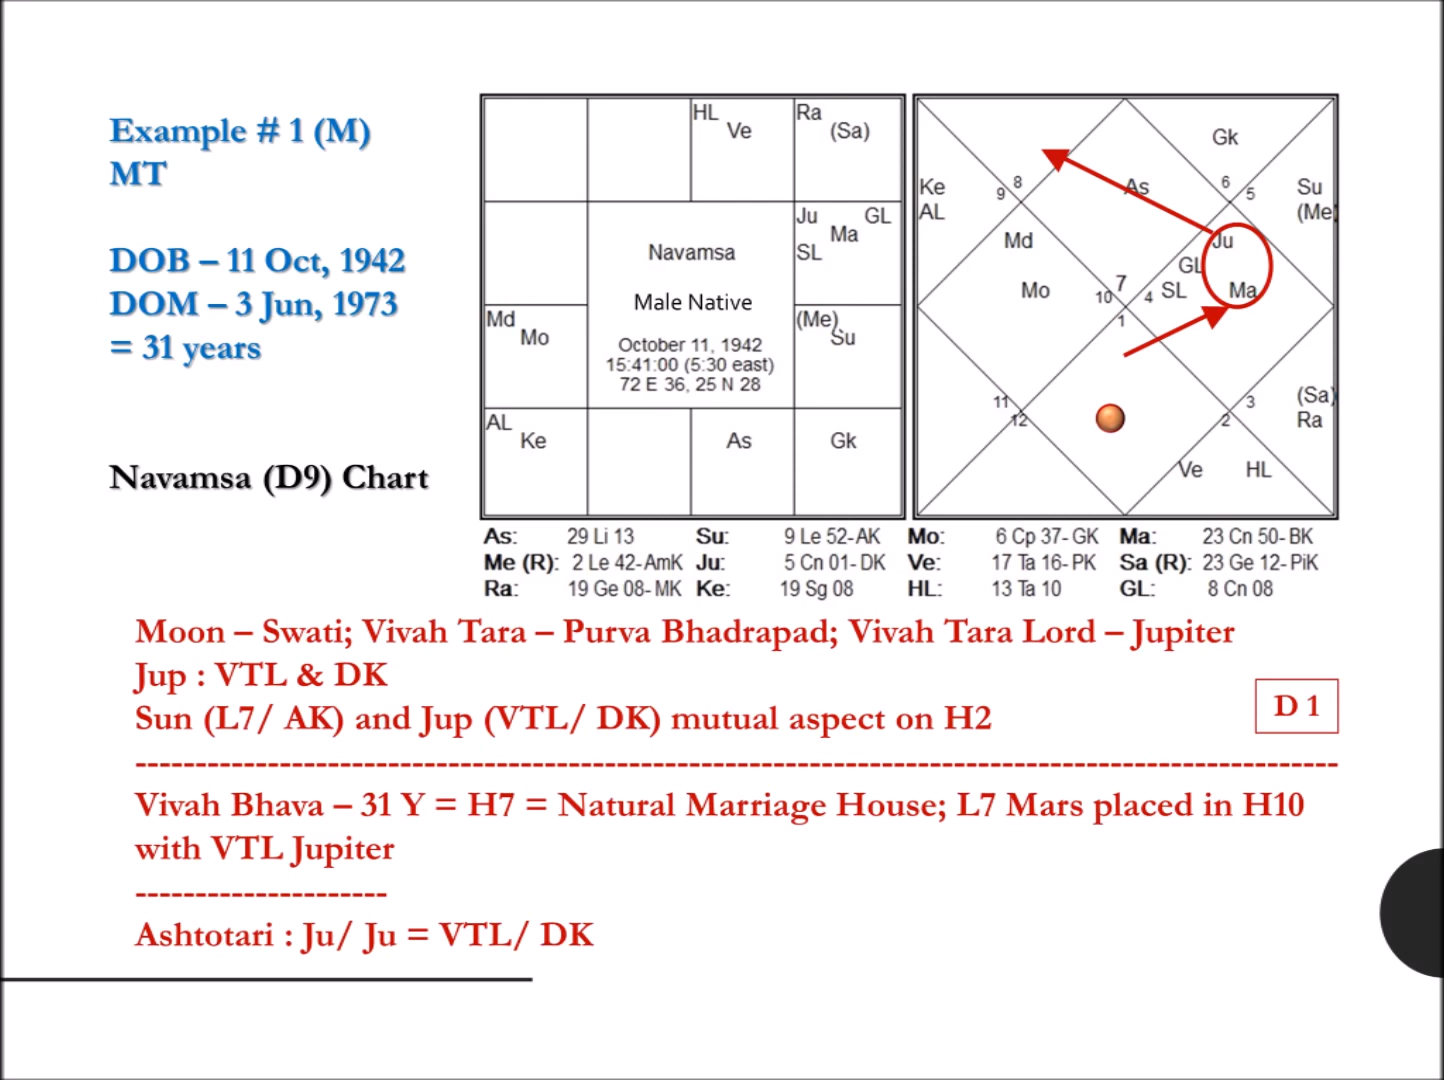 Example # 1 (M)
MT
DOB – 11 Oct, 1942
DOM – 3 Jun, 1973
= 31 years
Navamsa (D9) Chart
HL
Ve
Ra
(Sa)
Ju GL
Ma
SL
Navamsa
Male Native
October 11, 1942
15:41:00 (5:30 east)
72 E 36, 25 N 28
Md
Mo
(Me)
Su
AL
Ke
As
Gk
Gk
Ke
AL
9
8
As
6
5
Su
(Me)
Md
Ju
GL
Mo
10
7
4
SL
Ma
1
11
12
3
2
(Sa)
Ra
Ve
HL
As: 29 Li 13 Su: 9 Le 52-AK Mo: 6 Cp 37-GK Ma: 23 Cn 50-BK
Me (R): 2 Le 42-AmK Ju: 5 Cn 01-DK Ve: 17 Ta 16-PK Sa (R): 23 Ge 12-PiK
Ra: 19 Ge 08-MK Ke: 19 Sg 08 HL: 13 Ta 10 GL: 8 Cn 08
Moon – Swati; Vivah Tara – Purva Bhadrapad; Vivah Tara Lord – Jupiter
Jup : VTL & DK
Sun (L7/ AK) and Jup (VTL/ DK) mutual aspect on H2
D 1
Vivah Bhava – 31 Y = H7 = Natural Marriage House; L7 Mars placed in H10
with VTL Jupiter
Ashtotari : Ju/ Ju = VTL/ DK